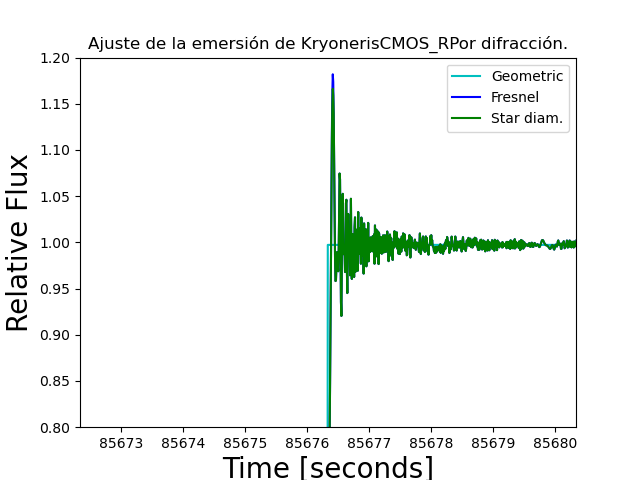 Ajuste de la emersión de KryonerisCMOS_RPor difracción.
Geometric
Fresnel
Star diam.
1.20
1.15
1.10
1.05
1.00
0.95
0.90
0.85
0.80
Relative Flux
85673 85674 85675 85676 85677 85678 85679 85680
Time [seconds]